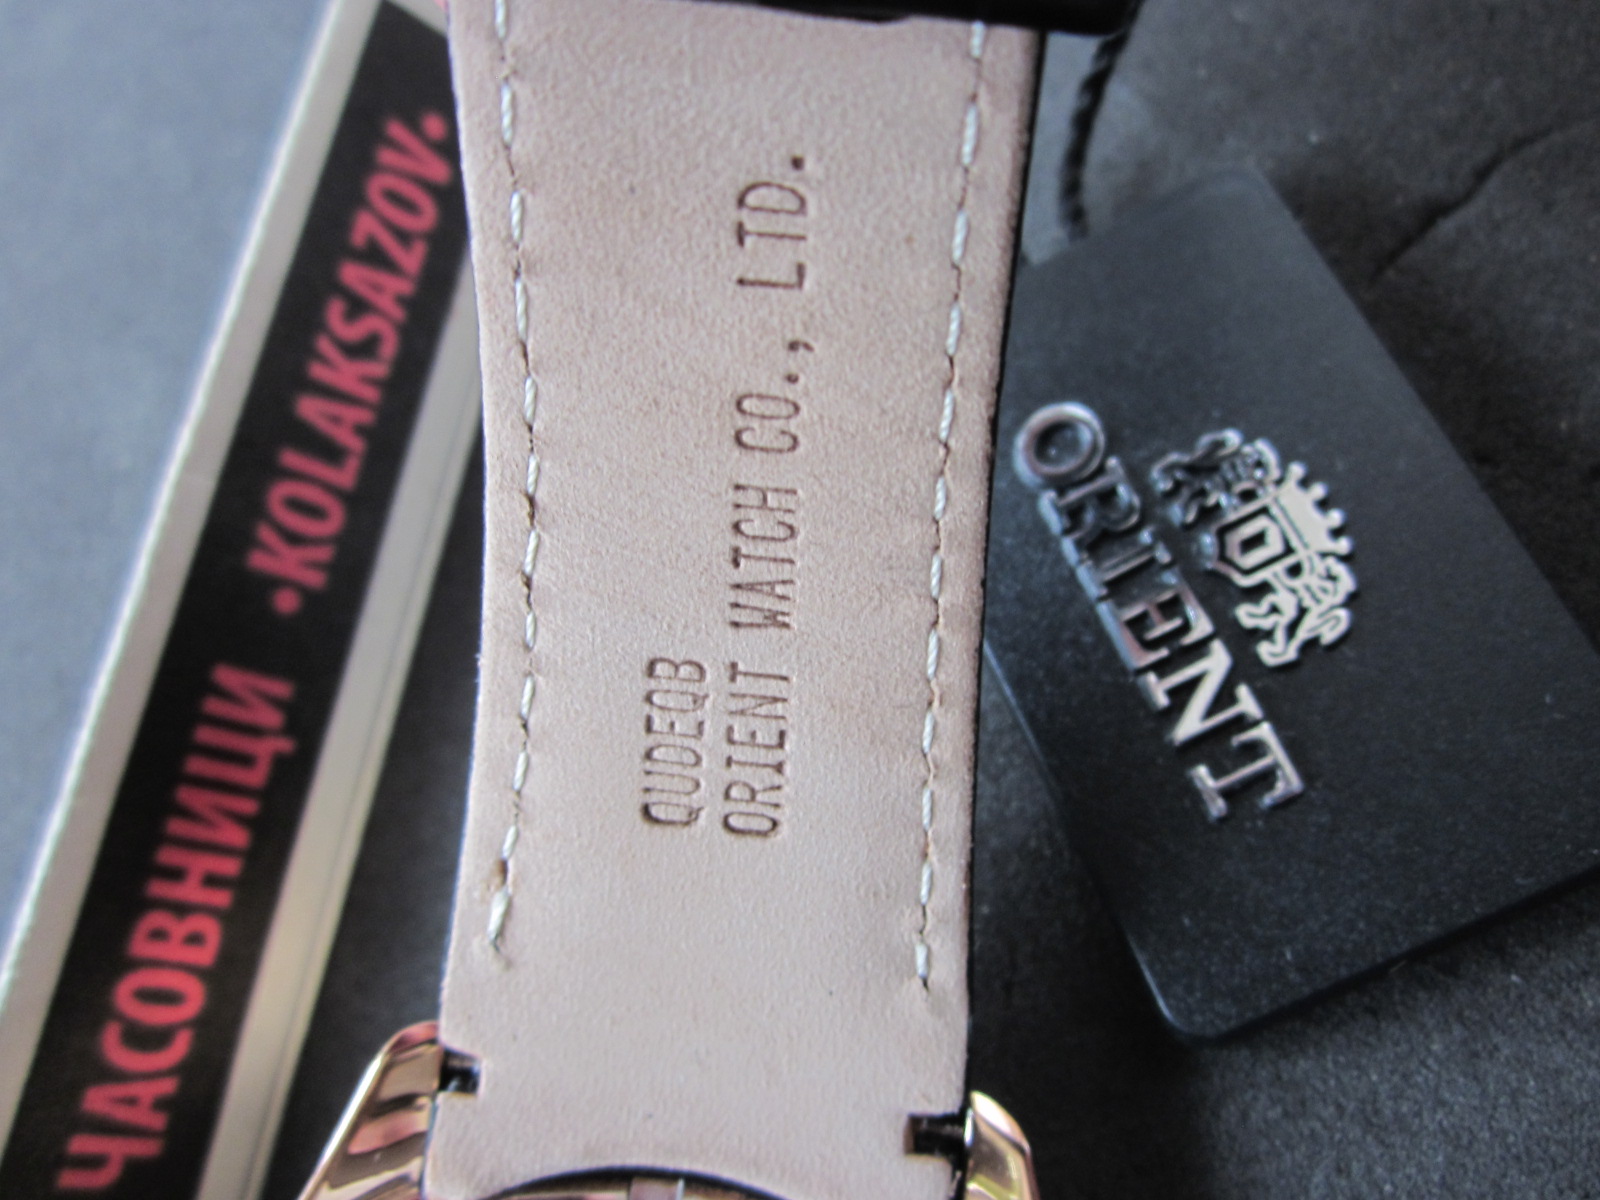 ЧАСОВНИЦИ •KOLAKSAZOV•
QUDEQB
ORIENT WATCH CO., LTD.
ORIENT